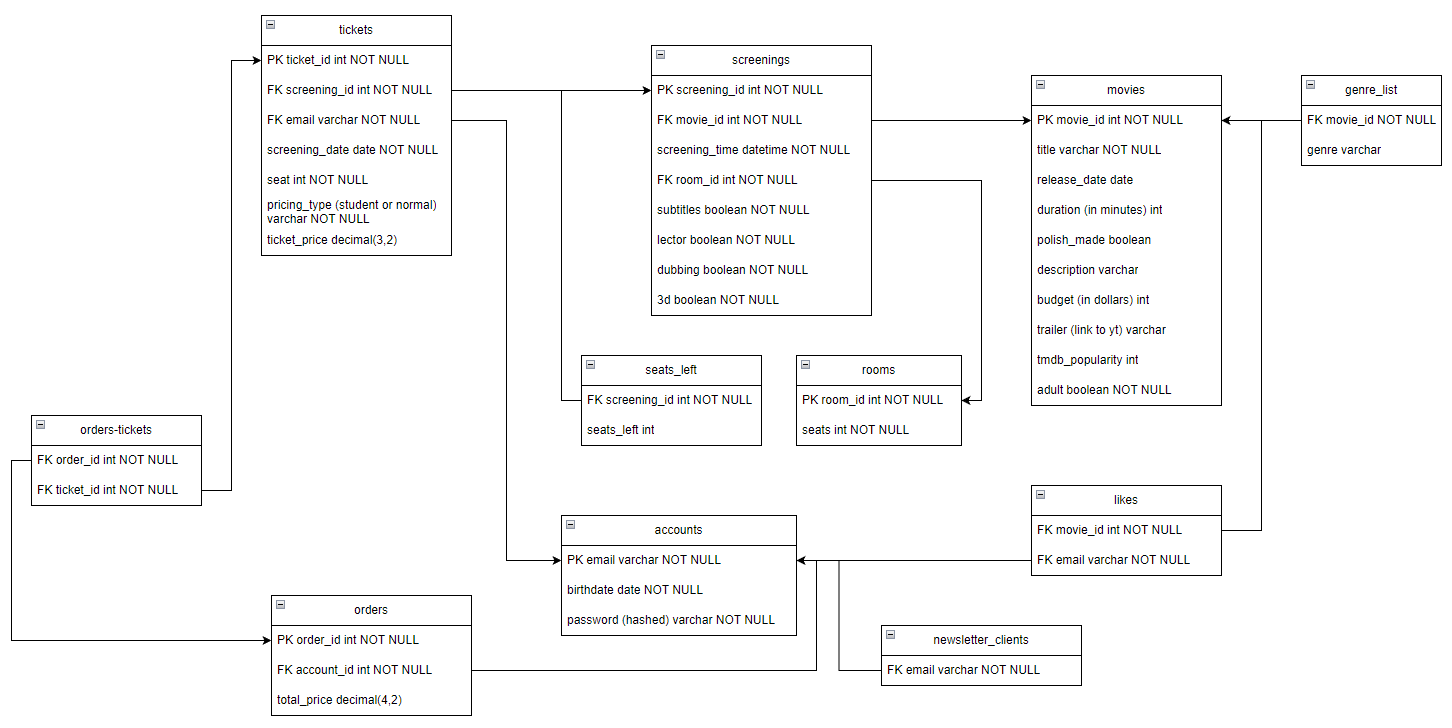 tickets
PK ticket_id int NOT NULL
FK screening_id int NOT NULL
FK email varchar NOT NULL
screening_date date NOT NULL
seat int NOT NULL
pricing_type (student or normal)
varchar NOT NULL
ticket_price decimal(3,2)
screenings
PK screening_id int NOT NULL
FK movie_id int NOT NULL
screening_time datetime NOT NULL
FK room_id int NOT NULL
subtitles boolean NOT NULL
lector boolean NOT NULL
dubbing boolean NOT NULL
3d boolean NOT NULL
movies
PK movie_id int NOT NULL
title varchar NOT NULL
release_date date
duration (in minutes) int
polish_made boolean
description varchar
budget (in dollars) int
trailer (link to yt) varchar
tmdb_popularity int
adult boolean NOT NULL
genre_list
FK movie_id NOT NULL
genre varchar
seats_left
FK screening_id int NOT NULL
seats_left int
rooms
PK room_id int NOT NULL
seats int NOT NULL
orders-tickets
FK order_id int NOT NULL
FK ticket_id int NOT NULL
accounts
PK email varchar NOT NULL
birthdate date NOT NULL
password (hashed) varchar NOT NULL
likes
FK movie_id int NOT NULL
FK email varchar NOT NULL
orders
PK order_id int NOT NULL
FK account_id int NOT NULL
total_price decimal(4,2)
newsletter_clients
FK email varchar NOT NULL